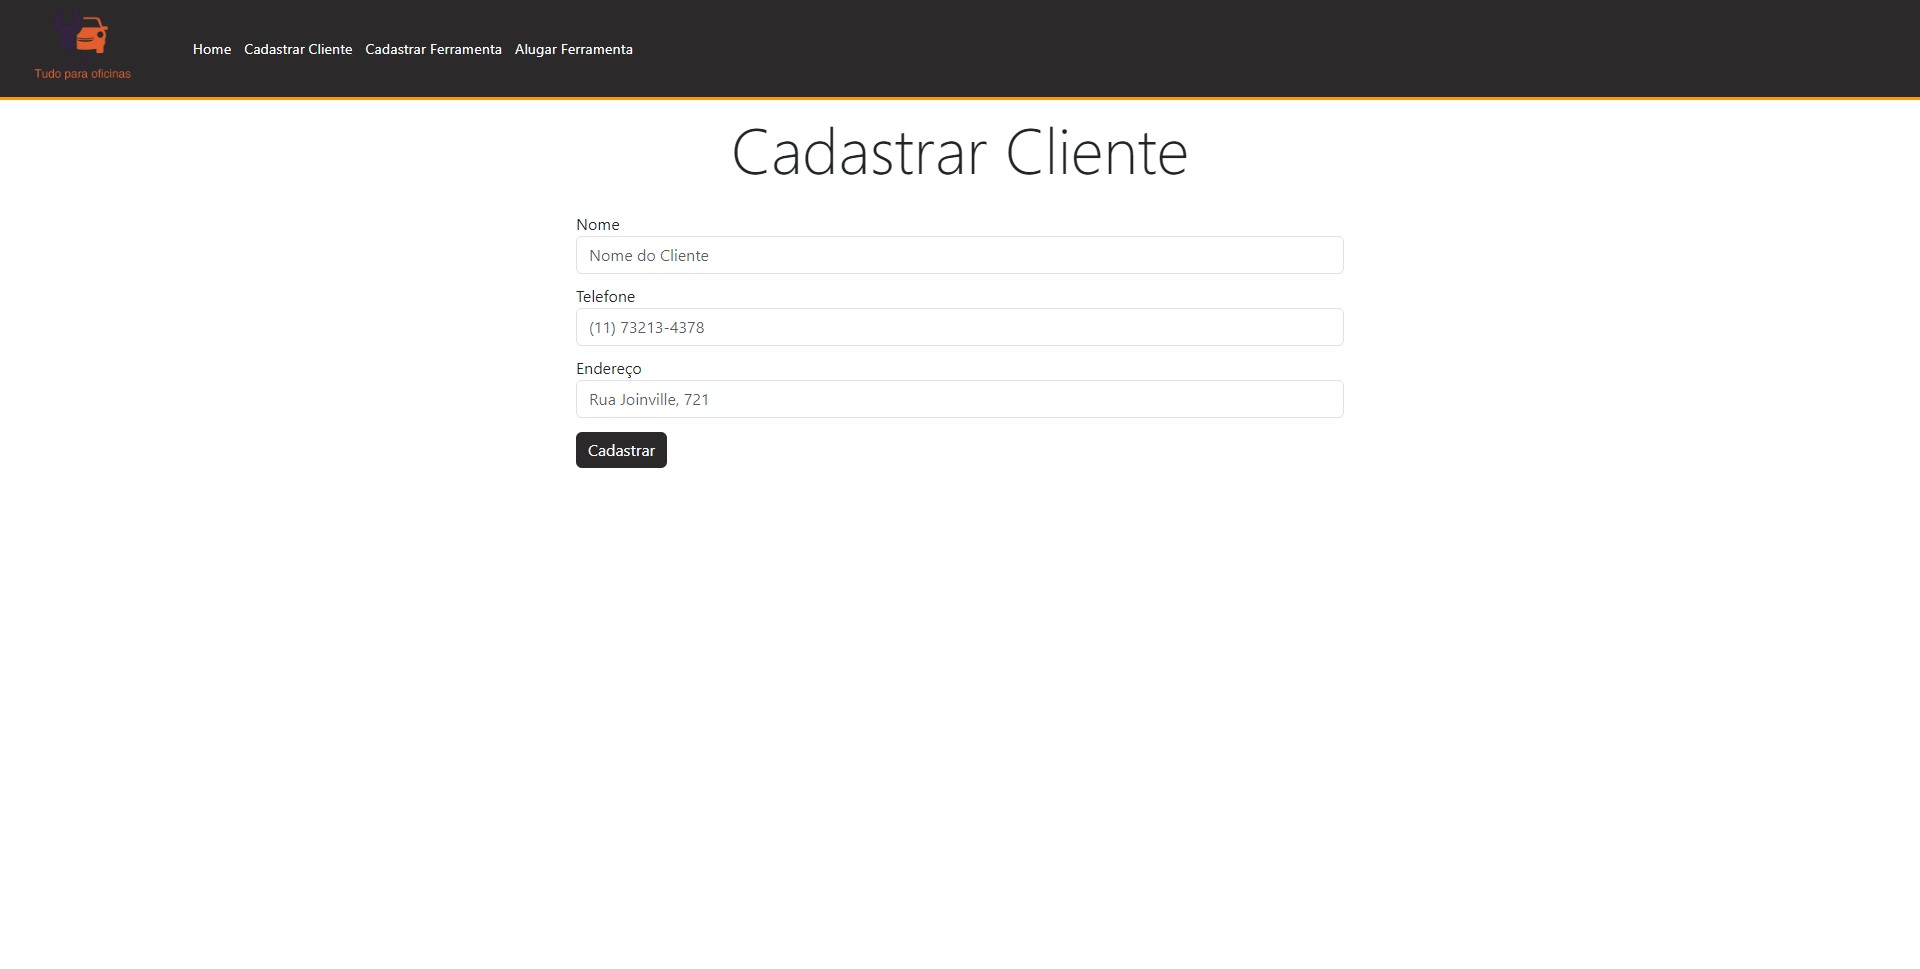 Tudo para oficinas
Home Cadastrar Cliente Cadastrar Ferramenta Alugar Ferramenta
Cadastrar Cliente
Nome
Nome do Cliente
Telefone
(11) 73213-4378
Endereço
Rua Joinville, 721
Cadastrar